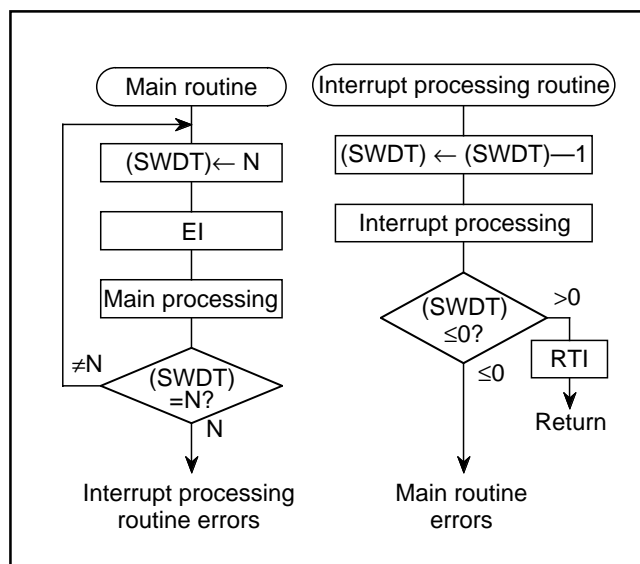 Main routine
(SWDT)← N
EI
Main processing
≠N
(SWDT)
=N?
N
Interrupt processing
routine errors
Interrupt processing routine
(SWDT) ← (SWDT)—1
Interrupt processing
>0
(SWDT)
≤0?
≤0
RTI
Return
Main routine
errors